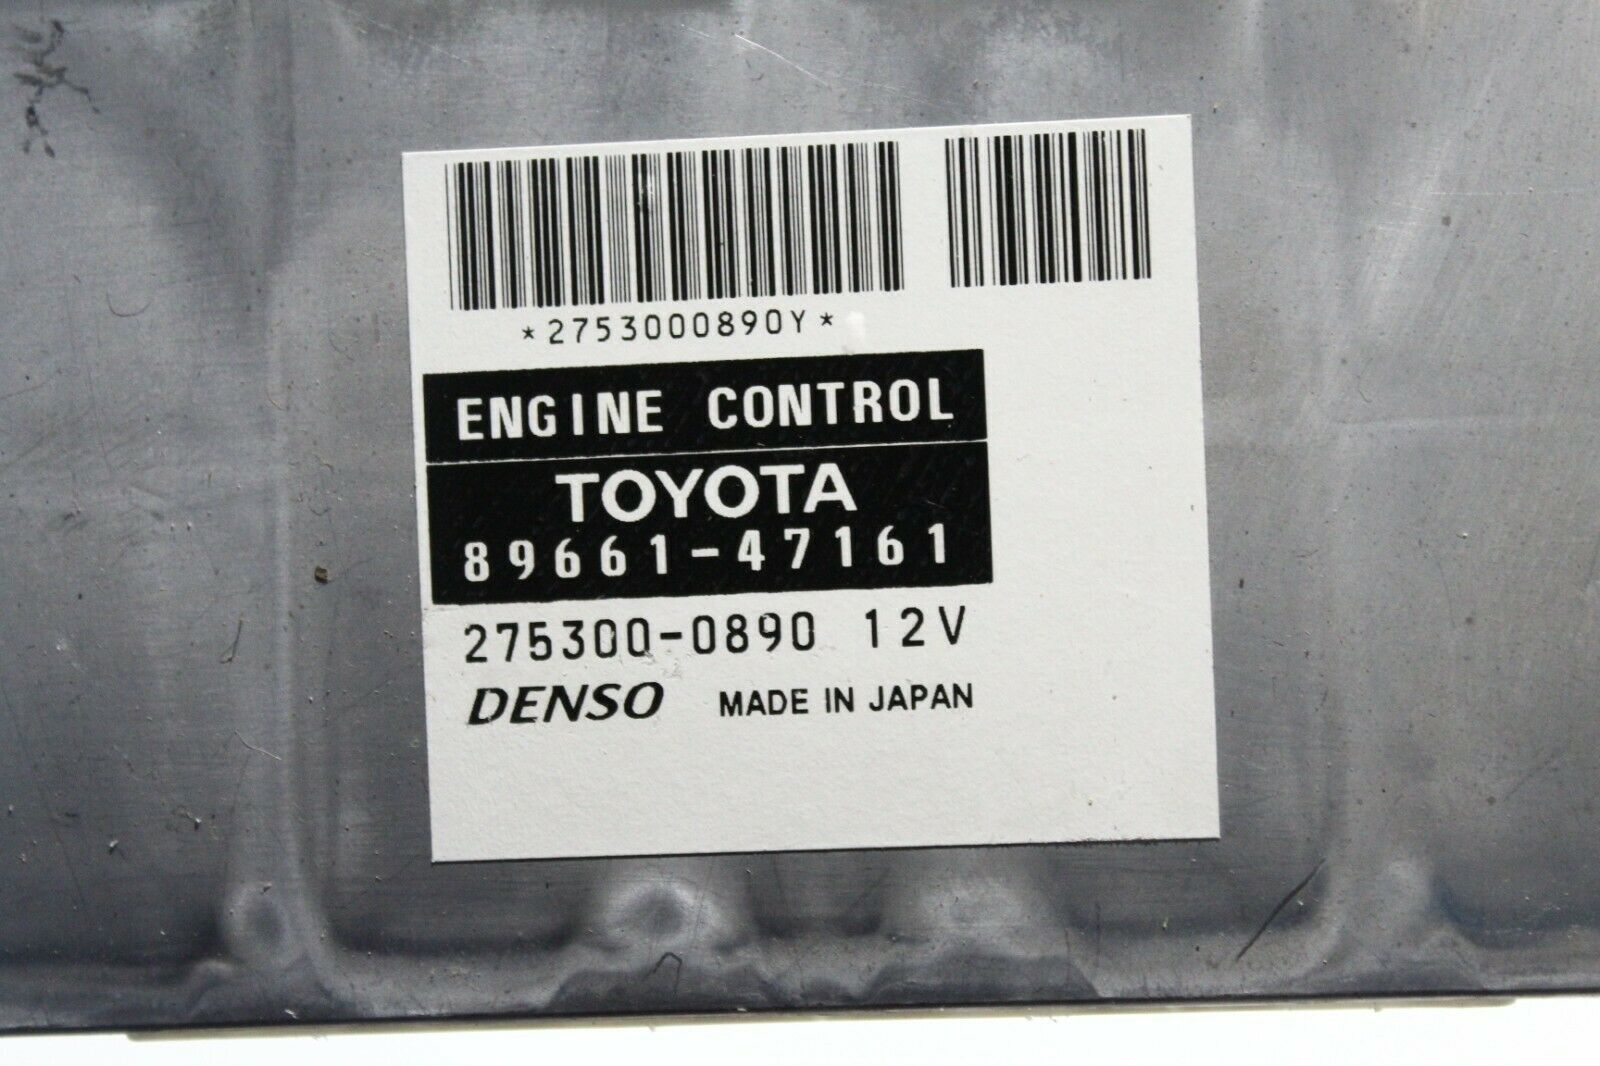 *2753000890Y*
ENGINE CONTROL
TOYOTA
89661-47161
275300-0890 12V
DENSO MADE IN JAPAN